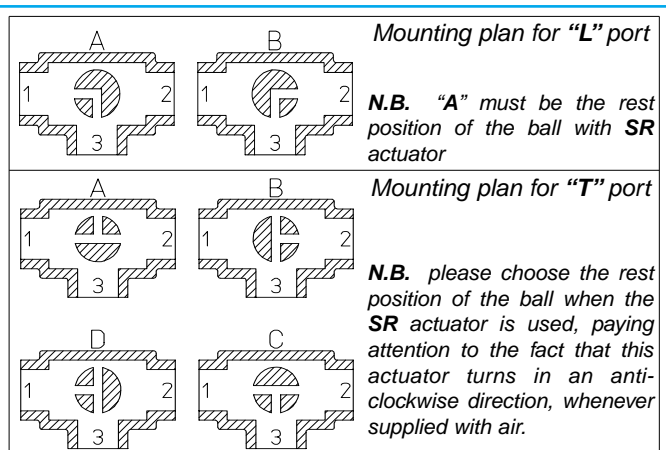 A
B
Mounting plan for “L” port
1
2
3
1
2
3
N.B. “A” must be the rest
position of the ball with SR
actuator
A
B
Mounting plan for “T” port
1
2
3
1
2
3
N.B. please choose the rest
position of the ball when the
SR actuator is used, paying
attention to the fact that this
actuator turns in an anti-
clockwise direction, whenever
supplied with air.
D
C
1
2
3
1
2
3